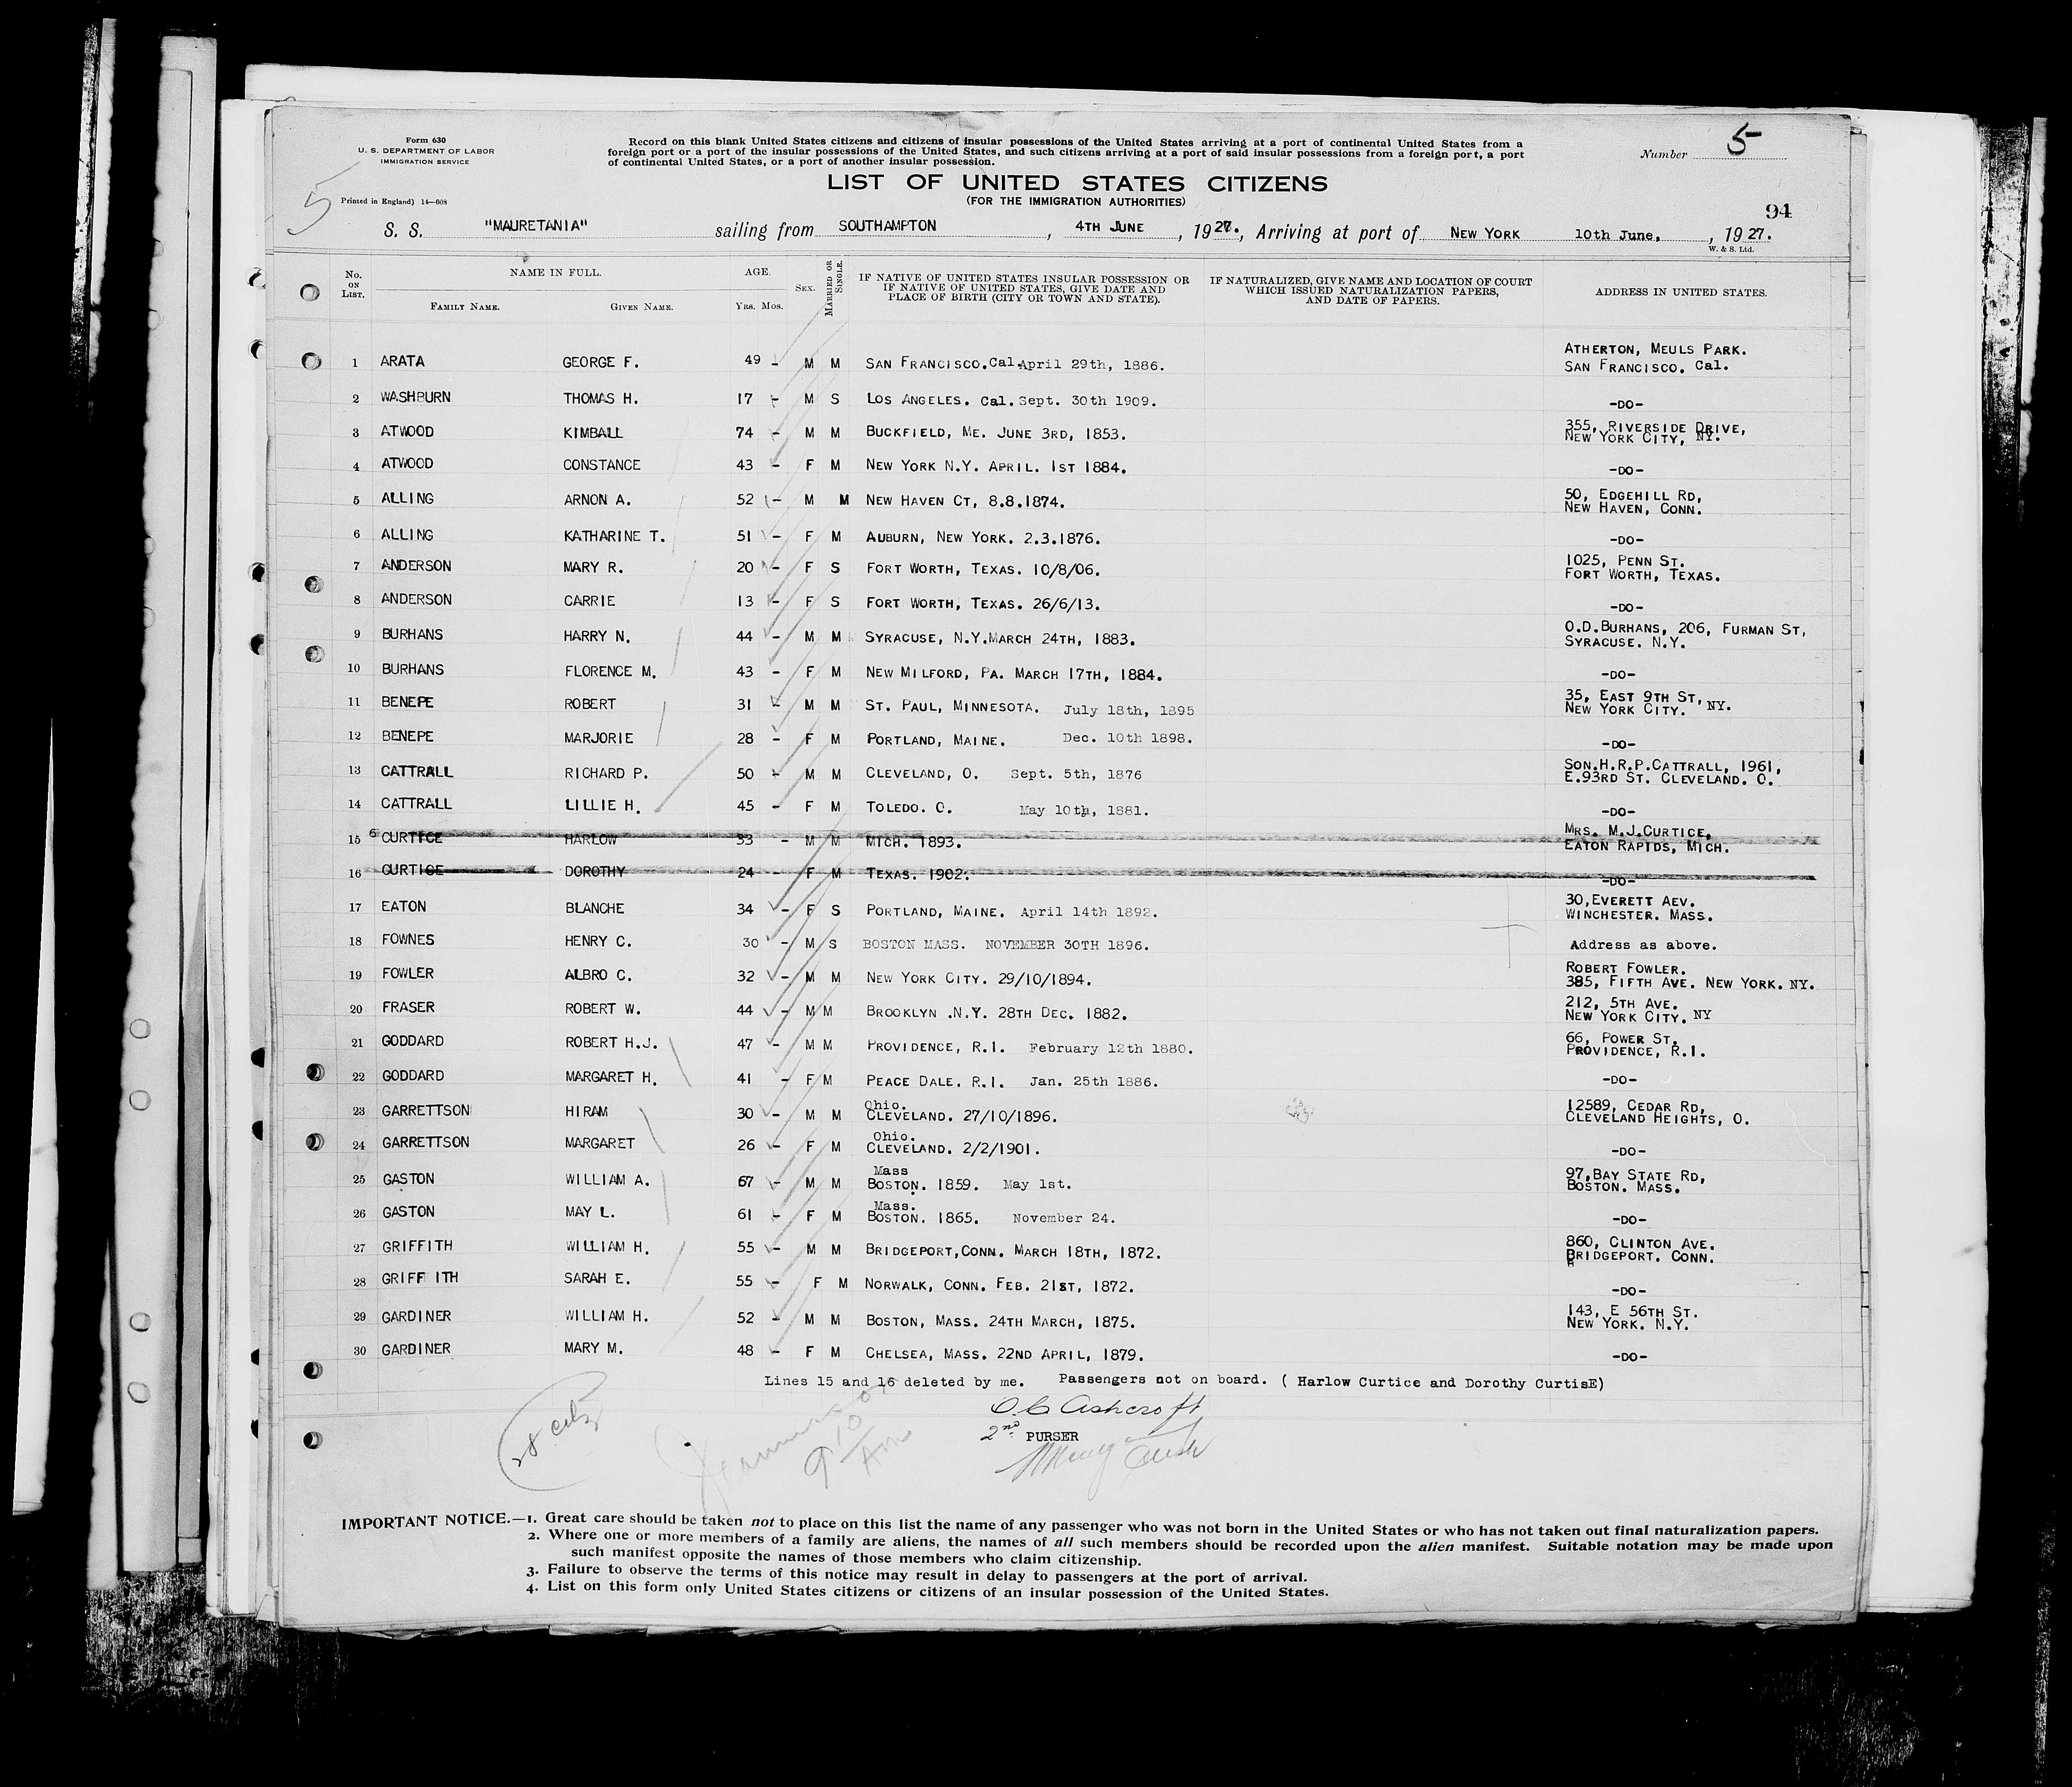 Form 630
U. S. DEPARTMENT OF LABOR
IMMIGRATION SERVICE
Printed in England) 14—608
5
Record on this blank United States citizens and citizens of insular possessions of the United States arriving at a port of continental United States from a
foreign port or a port of the insular possessions of the United States, and such citizens arriving at a port of said insular possessions from a foreign port, a port
of continental United States, or a port of another insular possession.
Number 5
LIST OF UNITED STATES CITIZENS
(FOR THE IMMIGRATION AUTHORITIES)
94
S. S. "MAURETANIA" sailing from SOUTHAMPTON, 4TH JUNE, 1927., Arriving at port of NEW YORK 10th June, , 1927.
W. & S. Ltd.
No. ON LIST. NAME IN FULL. FAMILY NAME. GIVEN NAME. AGE. YRS. MOS. SEX. MARRIED OR SINGLE. IF NATIVE OF UNITED STATES INSULAR POSSESSION OR IF NATIVE OF UNITED STATES, GIVE DATE AND PLACE OF BIRTH (CITY OR TOWN AND STATE). IF NATURALIZED, GIVE NAME AND LOCATION OF COURT WHICH ISSUED NATURALIZATION PAPERS, AND DATE OF PAPERS. ADDRESS IN UNITED STATES.
1 ARATA GEORGE F. 49 - M M SAN FRANCISCO.Cal.April 29th, 1886. ATHERTON, MEULS PARK. SAN FRANCISCO. Cal.
2 WASHBURN THOMAS H. 17 - M S LOS ANGELES. Cal.Sept. 30th 1909. -DO-
3 ATWOOD KIMBALL 74 - M M BUCKFIELD, ME. JUNE 3RD, 1853. 355, RIVERSIDE DRIVE, NEW YORK CITY, NY.
4 ATWOOD CONSTANCE 43 - F M NEW YORK N.Y. APRIL. 1ST 1884. -DO-
5 ALLING ARNON A. 52 - M M NEW HAVEN CT, 8.8.1874. 50, EDGEHILL RD, NEW HAVEN, CONN.
6 ALLING KATHARINE T. 51 - F M AUBURN, NEW YORK. 2.3.1876. -DO-
7 ANDERSON MARY R. 20 - F S FORT WORTH, TEXAS. 10/8/06. 1025, PENN ST. FORT WORTH, TEXAS.
8 ANDERSON CARRIE 13 - F S FORT WORTH, TEXAS. 26/6/13. -DO-
9 BURHANS HARRY N. 44 - M M SYRACUSE, N.Y.MARCH 24TH, 1883. O.D.BURHANS, 206, FURMAN ST, SYRACUSE. N.Y.
10 BURHANS FLORENCE M. 43 - F M NEW MILFORD, PA. MARCH 17TH, 1884. -DO-
11 BENEPE ROBERT 31 - M M ST. PAUL, MINNESOTA. July 18th, 1895 35, EAST 9TH ST, NEW YORK CITY. NY.
12 BENEPE MARJORIE 28 - F M PORTLAND, MAINE. Dec. 10th 1898. -DO-
13 CATTRALL RICHARD P. 50 - M M CLEVELAND, O. Sept. 5th, 1876 SON.H.R.P.CATTRALL, 1961, E.93RD ST. CLEVELAND. O.
14 CATTRALL LILLIE H. 45 - F M TOLEDO. O. May 10th, 1881. -DO-
15 6 CURTICE HARLOW 33 - M M MICH. 1893. MRS. M.J.CURTICE, EATON RAPIDS, MICH.
16 CURTICE DOROTHY 24 - F M TEXAS. 1902. -DO-
17 EATON BLANCHE 34 - F S PORTLAND, MAINE. April 14th 1892. 30,EVERETT AEV. WINCHESTER. MASS.
18 FOWNES HENRY C. 30 - M S BOSTON MASS. NOVEMBER 30TH 1896. Address as above.
19 FOWLER ALBRO C. 32 - M M NEW YORK CITY. 29/10/1894. ROBERT FOWLER. 385, FIFTH AVE. NEW YORK. NY.
20 FRASER ROBERT W. 44 - M M BROOKLYN .N.Y. 28TH DEC. 1882. 212, 5TH AVE. NEW YORK CITY. NY
21 GODDARD ROBERT H.J. 47 - M M PROVIDENCE, R.I. February 12th 1880. 66, POWER ST, PROVIDENCE, R.I.
22 GODDARD MARGARET H. 41 - F M PEACE DALE. R.I. Jan. 25th 1886. -DO-
23 GARRETTSON HIRAM 30 - M M Ohio. CLEVELAND. 27/10/1896. 12589, CEDAR RD, CLEVELAND HEIGHTS, O.
24 GARRETTSON MARGARET 26 - F M Ohio. CLEVELAND. 2/2/1901. -DO-
25 GASTON WILLIAM A. 67 - M M Mass BOSTON. 1859. May 1st. 97,BAY STATE RD, BOSTON. MASS.
26 GASTON MAY L. 61 - F M Mass. BOSTON. 1865. November 24. -DO-
27 GRIFFITH WILLIAM H. 55 - M M BRIDGEPORT,CONN. MARCH 18TH, 1872. 860, CLINTON AVE. BRIDGEPORT. CONN.
28 GRIFFITH SARAH E. 55 - F M NORWALK, CONN. FEB. 21ST, 1872. -DO-
29 GARDINER WILLIAM H. 52 - M M BOSTON, MASS. 24TH MARCH, 1875. 143, E 56TH ST. NEW YORK. N.Y.
30 GARDINER MARY M. 48 - F M CHELSEA, MASS. 22ND APRIL, 1879. -DO-
Lines 15 and 16 deleted by me. Passengers not on board. ( Harlow Curtice and Dorothy CurtisE)
O. C Ashcroft
2nd. PURSER
9 10 Am
IMPORTANT NOTICE.—1. Great care should be taken not to place on this list the name of any passenger who was not born in the United States or who has not taken out final naturalization papers.
2. Where one or more members of a family are aliens, the names of all such members should be recorded upon the alien manifest. Suitable notation may be made upon
such manifest opposite the names of those members who claim citizenship.
3. Failure to observe the terms of this notice may result in delay to passengers at the port of arrival.
4. List on this form only United States citizens or citizens of an insular possession of the United States.